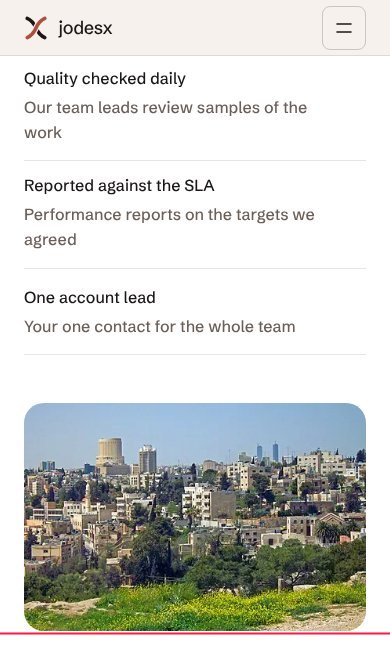 jodesx
Quality checked daily
Our team leads review samples of the
work
Reported against the SLA
Performance reports on the targets we
agreed
One account lead
Your one contact for the whole team